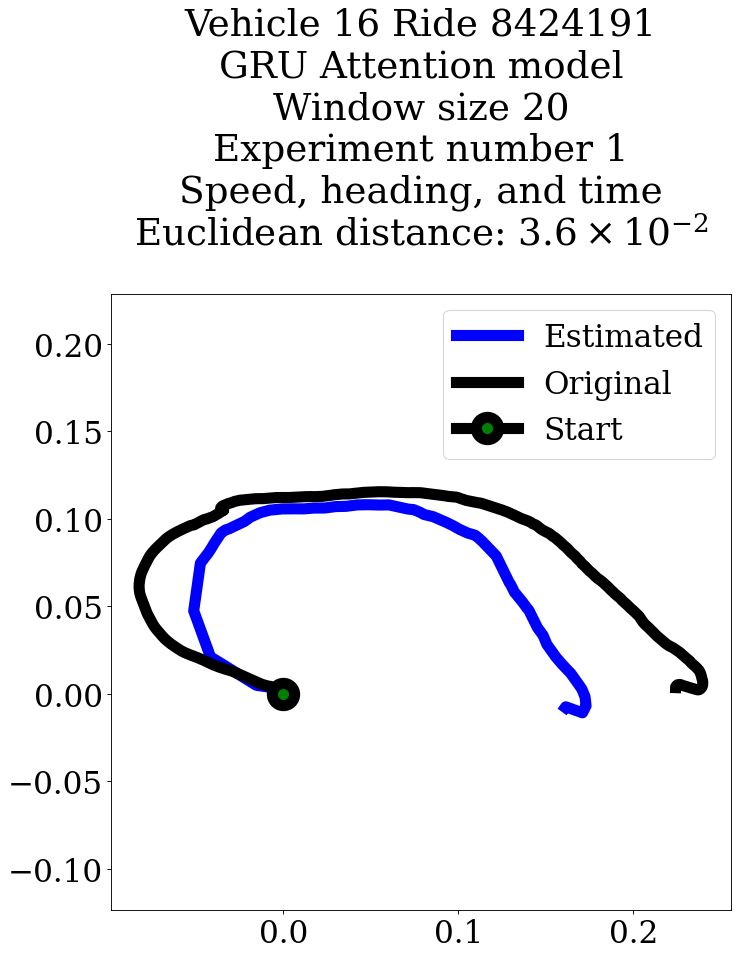 Vehicle 16 Ride 8424191
GRU Attention model
Window size 20
Experiment number 1
Speed, heading, and time
Euclidean distance: 3.6 × 10⁻²
Estimated
Original
Start
0.20
0.15
0.10
0.05
0.00
−0.05
−0.10
0.0 0.1 0.2